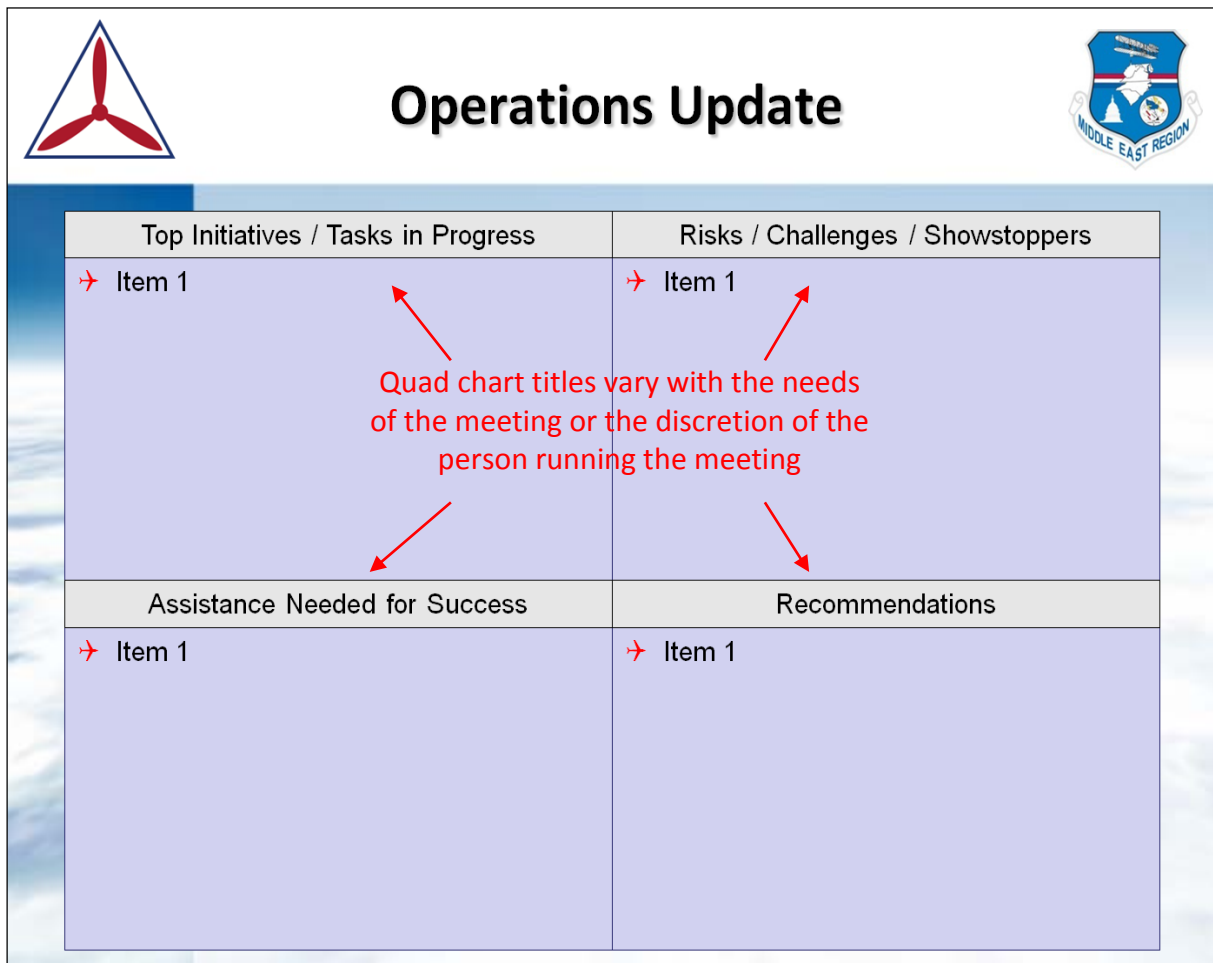 Operations Update
MIDDLE EAST REGION
Top Initiatives / Tasks in Progress
Risks / Challenges / Showstoppers
Item 1
Item 1
Quad chart titles vary with the needs
of the meeting or the discretion of the
person running the meeting
Assistance Needed for Success
Recommendations
Item 1
Item 1